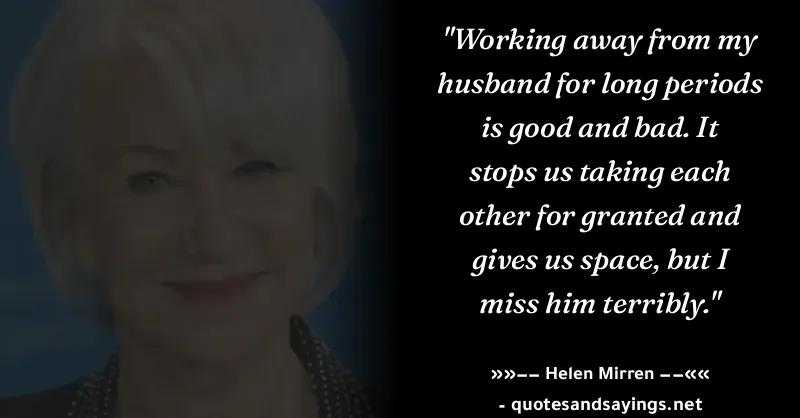 "Working away from my
husband for long periods
is good and bad. It
stops us taking each
other for granted and
gives us space, but I
miss him terribly."
»»–– Helen Mirren ––««
- quotesandsayings.net